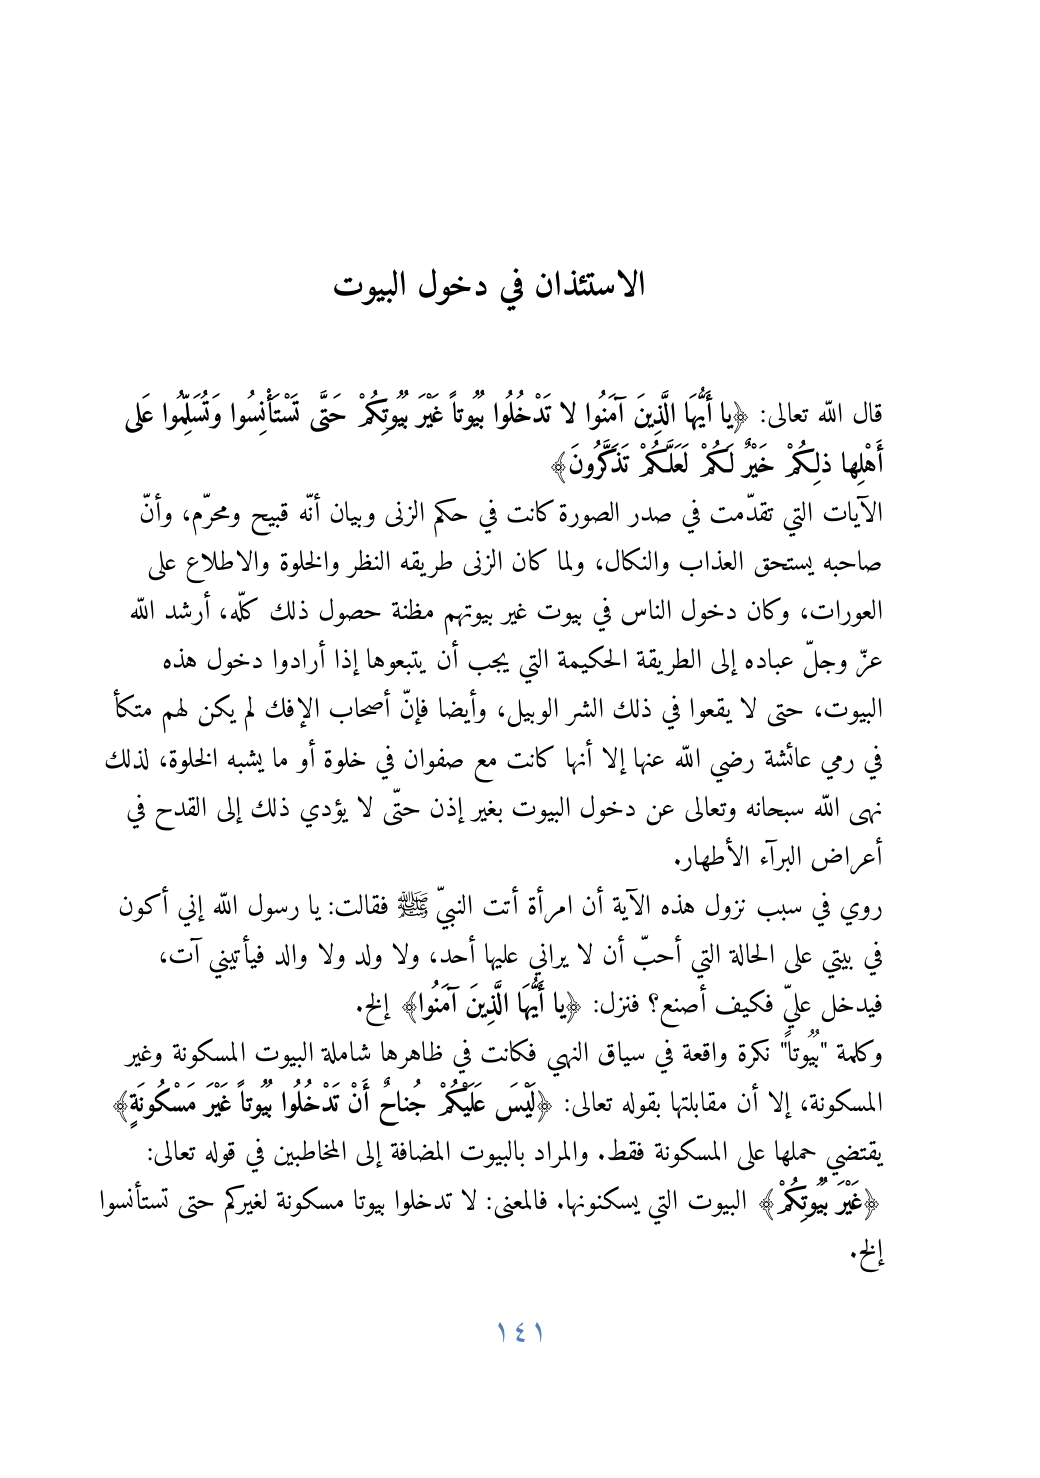 الاستئذان في دخول البيوت
قال الله تعالى: ﴿يا أَيُّهَا الَّذِينَ آمَنُوا لا تَدْخُلُوا بُيُوتاً غَيْرَ بُيُوتِكُمْ حَتَّى تَسْتَأْنِسُوا وَتُسَلِّمُوا عَلى
أَهْلِها ذلِكُمْ خَيْرٌ لَكُمْ لَعَلَّكُمْ تَذَكَّرُونَ﴾
الآيات التي تقدّمت في صدر الصورة كانت في حكم الزنى وبيان أنّه قبيح ومحرّم، وأنّ
صاحبه يستحق العذاب والنكال، ولما كان الزنى طريقه النظر والخلوة والاطلاع على
العورات، وكان دخول الناس في بيوت غير بيوتهم مظنة حصول ذلك كلّه، أرشد الله
عزّ وجلّ عباده إلى الطريقة الحكيمة التي يجب أن يتبعوها إذا أرادوا دخول هذه
البيوت، حتى لا يقعوا في ذلك الشر الوبيل، وأيضا فإنّ أصحاب الإفك لم يكن لهم متكأ
في رمي عائشة رضي الله عنها إلا أنها كانت مع صفوان في خلوة أو ما يشبه الخلوة، لذلك
نهى الله سبحانه وتعالى عن دخول البيوت بغير إذن حتّى لا يؤدي ذلك إلى القدح في
أعراض البرآء الأطهار.
روي في سبب نزول هذه الآية أن امرأة أتت النبيّ ﷺ فقالت: يا رسول الله إني أكون
في بيتي على الحالة التي أحبّ أن لا يراني عليها أحد، ولا ولد ولا والد فيأتيني آت،
فيدخل عليّ فكيف أصنع؟ فنزل: ﴿يا أَيُّهَا الَّذِينَ آمَنُوا﴾ إلخ.
وكلمة "بُيُوتاً" نكرة واقعة في سياق النهي فكانت في ظاهرها شاملة البيوت المسكونة وغير
المسكونة، إلا أن مقابلتها بقوله تعالى: ﴿لَيْسَ عَلَيْكُمْ جُناحٌ أَنْ تَدْخُلُوا بُيُوتاً غَيْرَ مَسْكُونَةٍ﴾
يقتضي حملها على المسكونة فقط. والمراد بالبيوت المضافة إلى المخاطبين في قوله تعالى:
﴿غَيْرَ بُيُوتِكُمْ﴾ البيوت التي يسكنونها. فالمعنى: لا تدخلوا بيوتا مسكونة لغيركم حتى تستأنسوا
إلخ.
١٤١